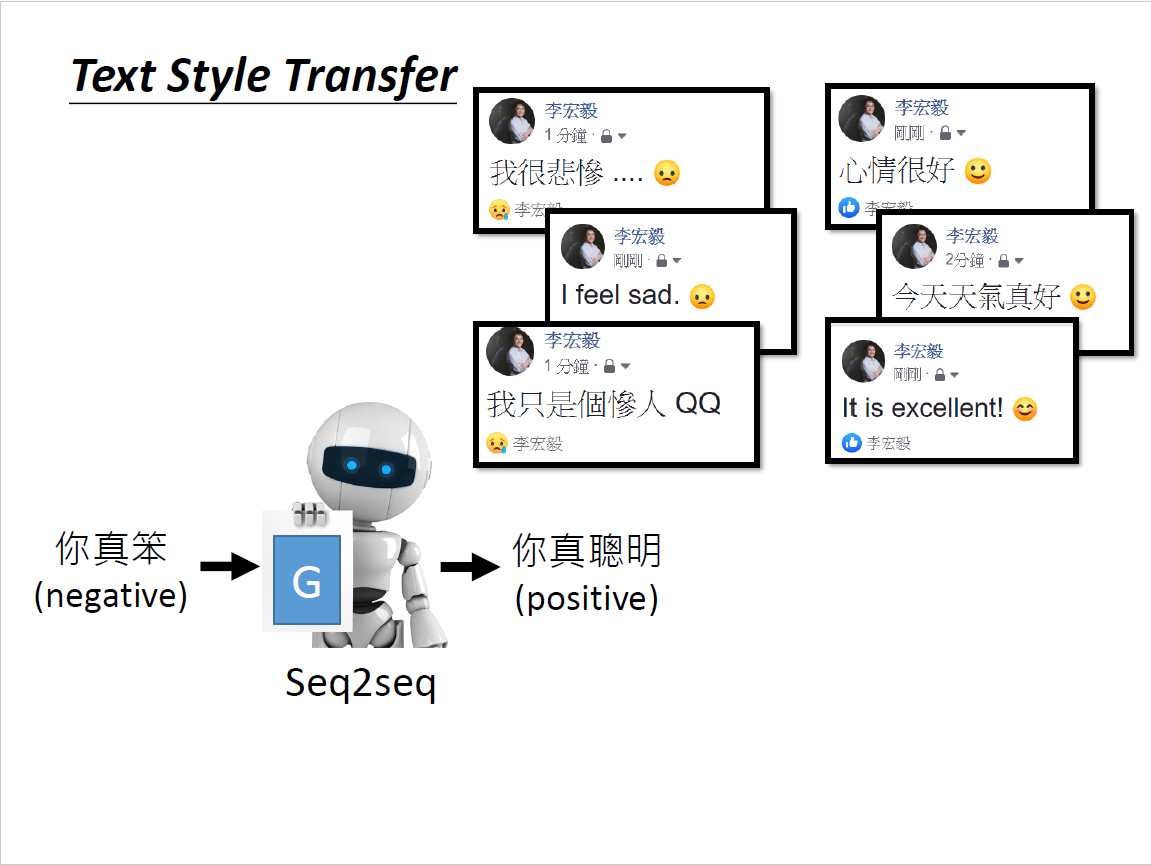 Text Style Transfer
李宏毅
1 分鐘 ·
我很悲慘 ....
李宏毅
李宏毅
剛剛 ·
I feel sad.
李宏毅
1 分鐘 ·
我只是個慘人 QQ
李宏毅
李宏毅
剛剛 ·
心情很好
李宏毅
李宏毅
2分鐘 ·
今天天氣真好
李宏毅
剛剛 ·
It is excellent!
李宏毅
你真笨
(negative)
G
你真聰明
(positive)
Seq2seq